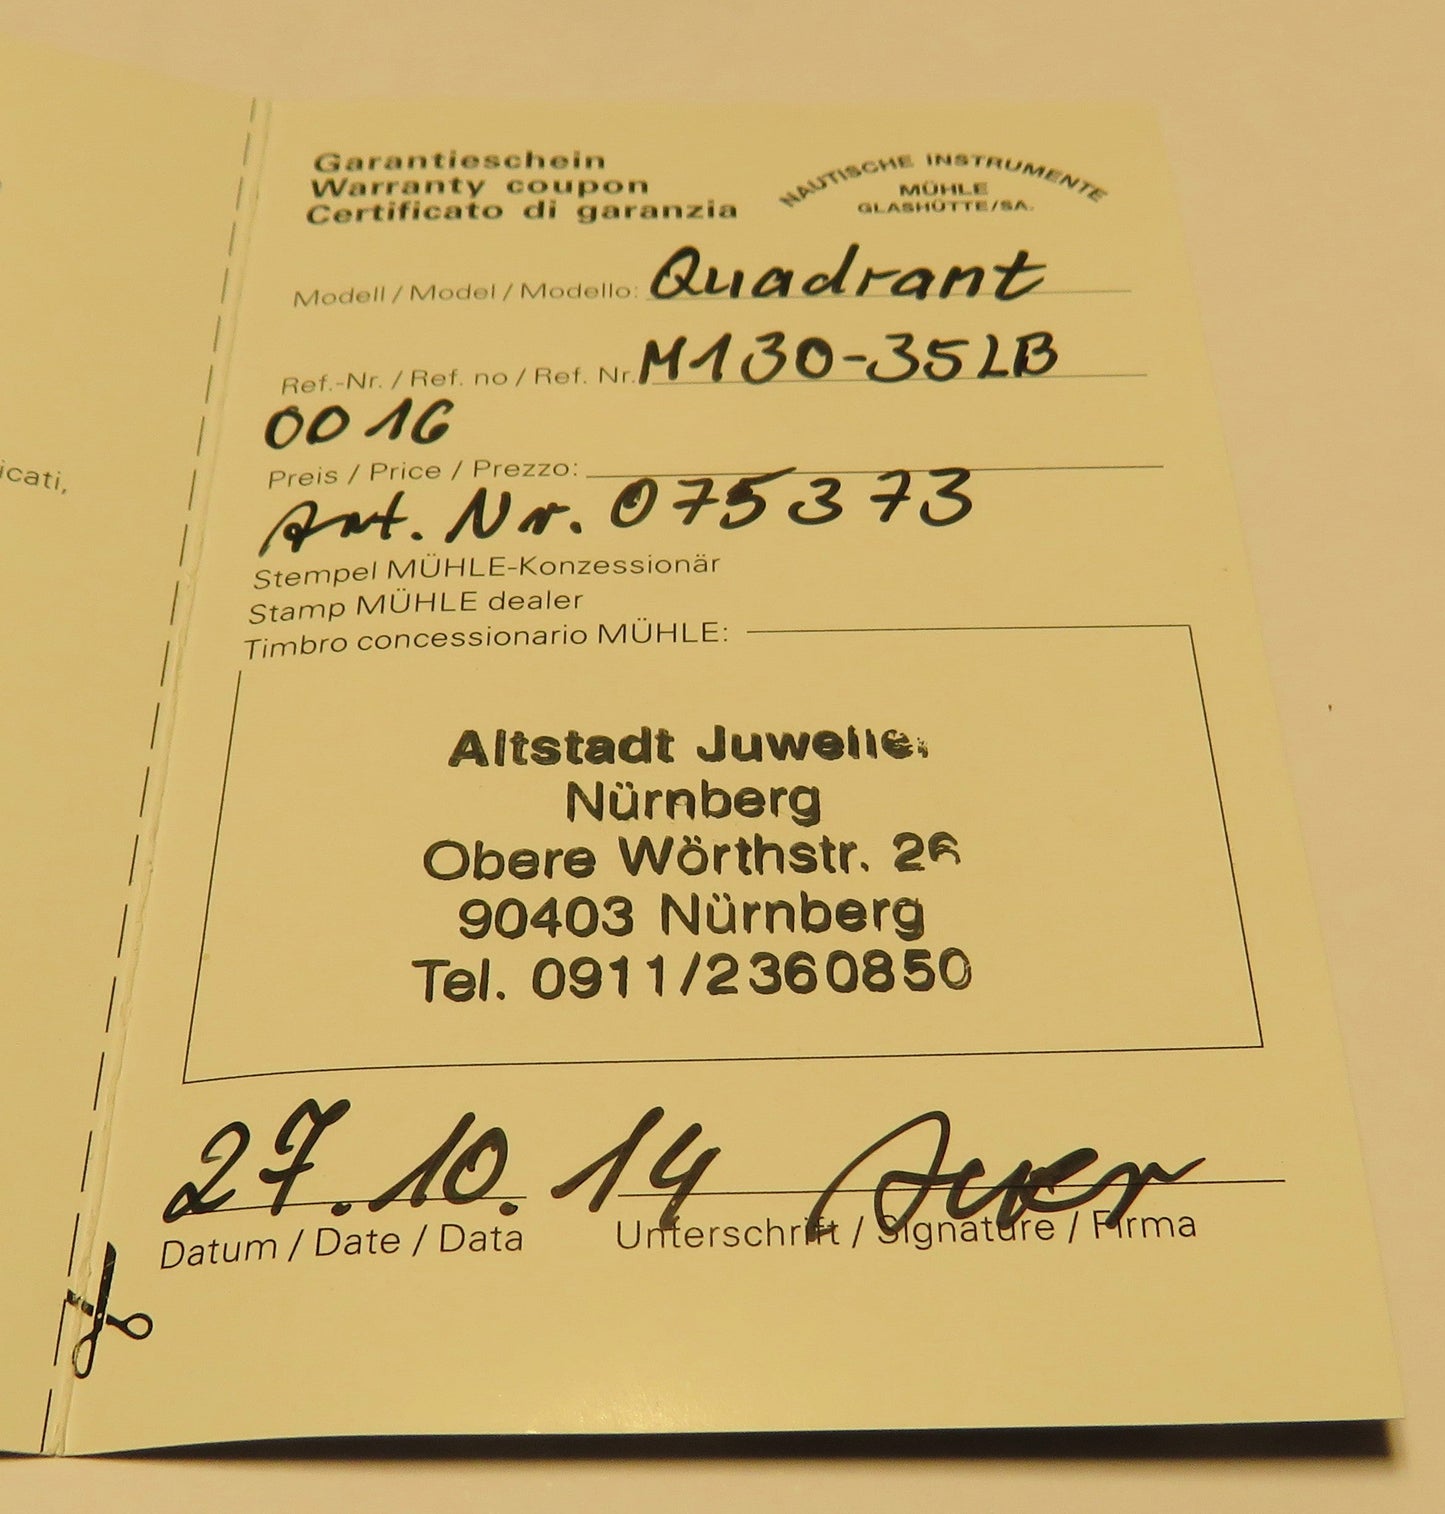 Garantieschein
Warranty coupon
Certificato di garanzia
NAUTISCHE INSTRUMENTE
MÜHLE
GLASHÜTTE/SA.
Modell / Model / Modello: Quadrant
Ref.-Nr. / Ref. no / Ref. Nr. M130-35LB
0016
Preis / Price / Prezzo:
Art. Nr. 075373
icati,
Stempel MÜHLE-Konzessionär
Stamp MÜHLE dealer
Timbro concessionario MÜHLE:
Altstadt Juwelier
Nürnberg
Obere Wörthstr. 26
90403 Nürnberg
Tel. 0911/2360850
27.10.14
Datum / Date / Data
Unterschrift / Signature / Firma